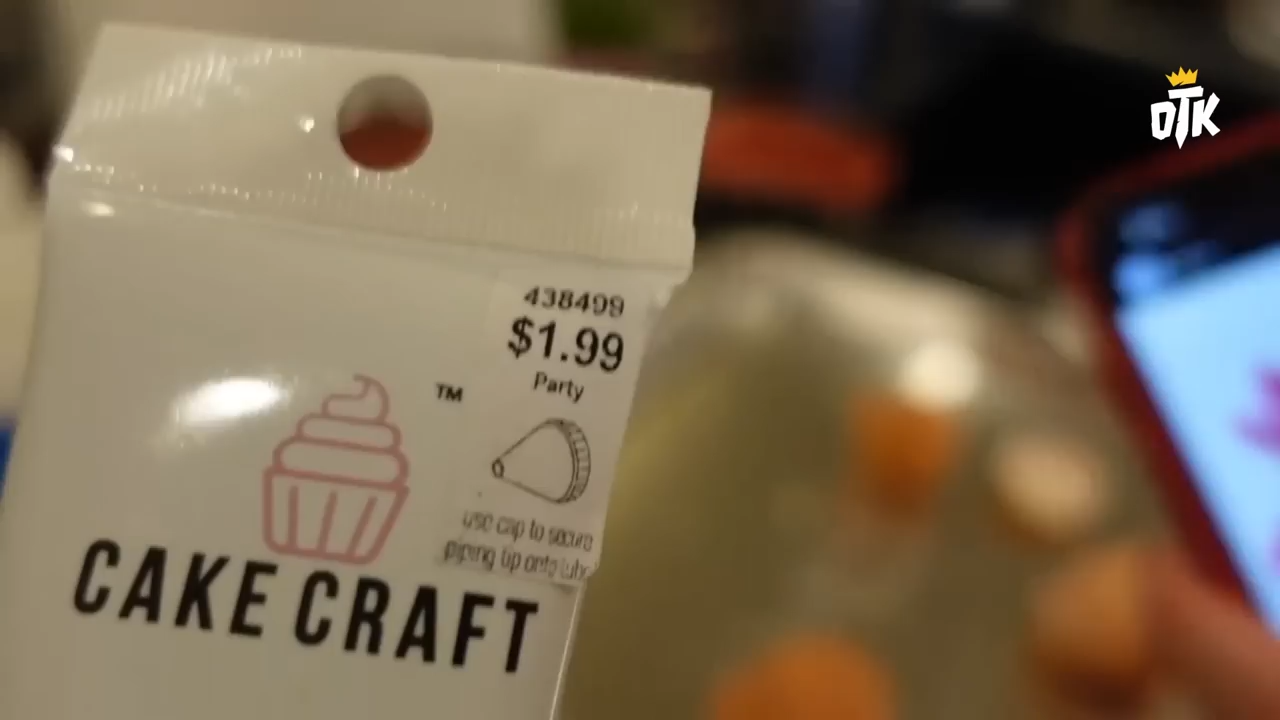 OTK
438499
$1.99
Party
TM
use cap to secure
piping tip onto tube
CAKE CRAFT